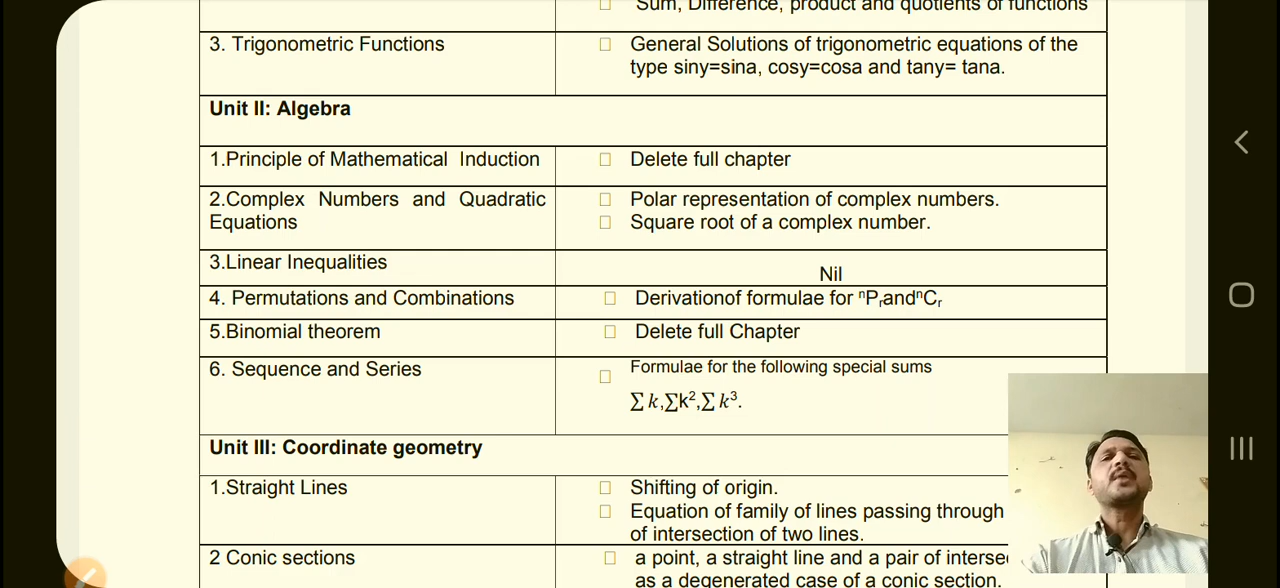 Sum, Difference, product and quotients of functions
3. Trigonometric Functions
General Solutions of trigonometric equations of the
type siny=sina, cosy=cosa and tany= tana.
Unit II: Algebra
1.Principle of Mathematical Induction
Delete full chapter
2.Complex Numbers and Quadratic
Equations
Polar representation of complex numbers.
Square root of a complex number.
3.Linear Inequalities
Nil
4. Permutations and Combinations
Derivationof formulae for ⁿPᵣandⁿCᵣ
5.Binomial theorem
Delete full Chapter
6. Sequence and Series
Formulae for the following special sums
∑ k,∑k²,∑ k³.
Unit III: Coordinate geometry
1.Straight Lines
Shifting of origin.
Equation of family of lines passing through
of intersection of two lines.
2 Conic sections
a point, a straight line and a pair of interse
as a degenerated case of a conic section.